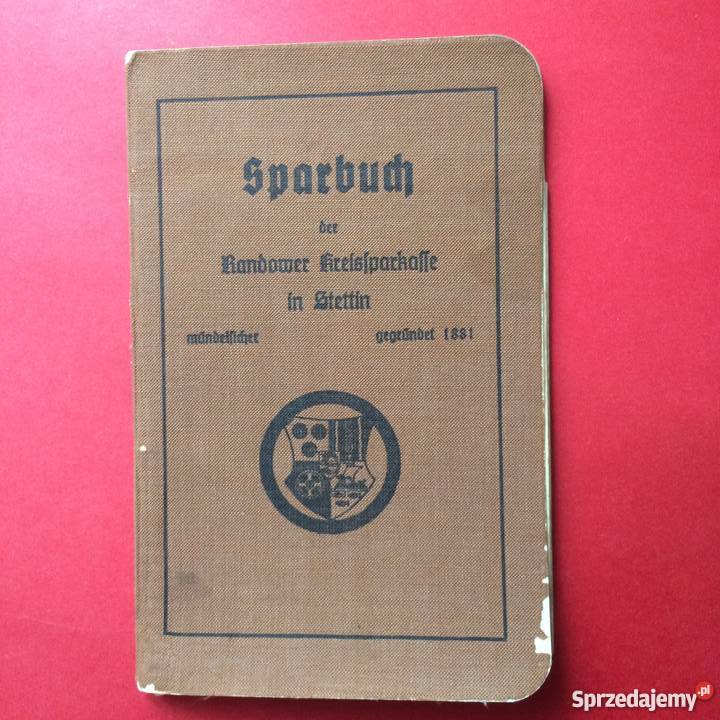 Sparbuch
der
Randower Kreissparkasse
in Stettin
mündelsicher gegründet 1881
Sprzedajemy.pl